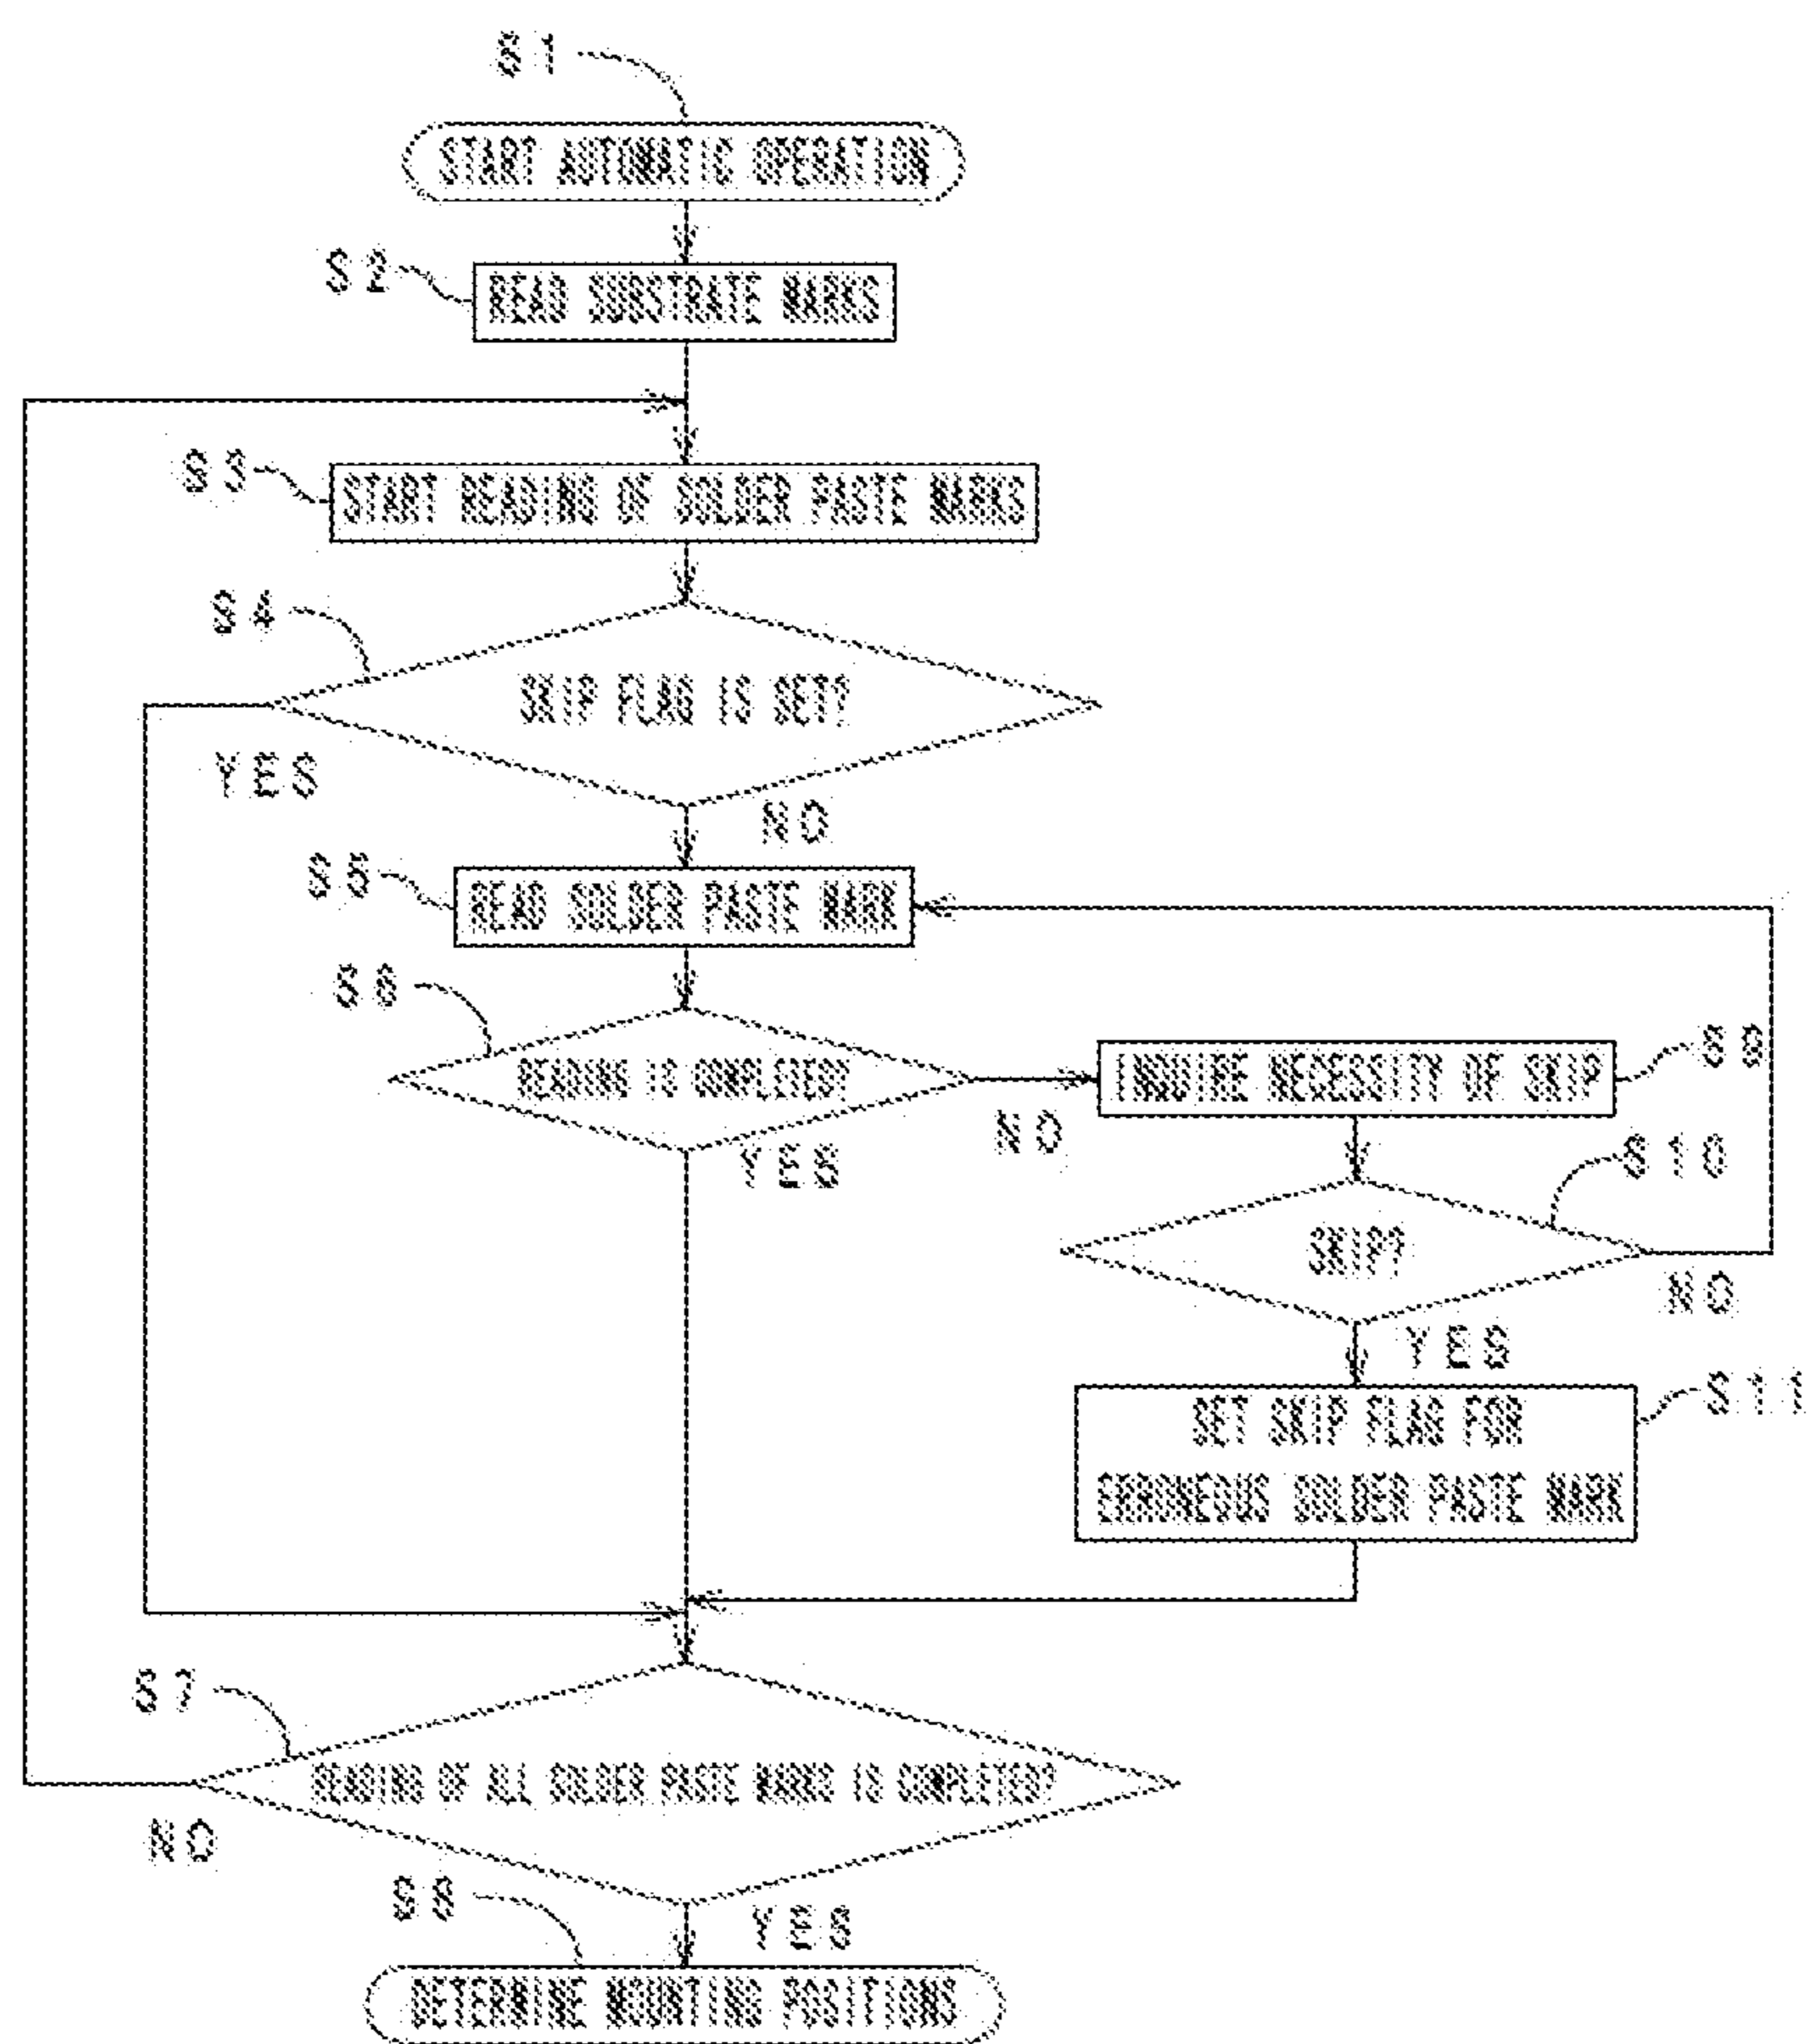 S1
START AUTOMATIC OPERATION
S2
READ SUBSTRATE MARKS
S3
START READING OF SOLDER PASTE MARKS
S4
SKIP FLAG IS SET?
YES
NO
S5
READ SOLDER PASTE MARK
S6
READING IS COMPLETED?
NO
YES
S9
INQUIRE NECESSITY OF SKIP
S10
SKIP?
NO
YES
S11
SET SKIP FLAG FOR
ERRONEOUS SOLDER PASTE MARK
S7
READING OF ALL SOLDER PASTE MARKS IS COMPLETED?
NO
YES
S8
DETERMINE MOUNTING POSITIONS